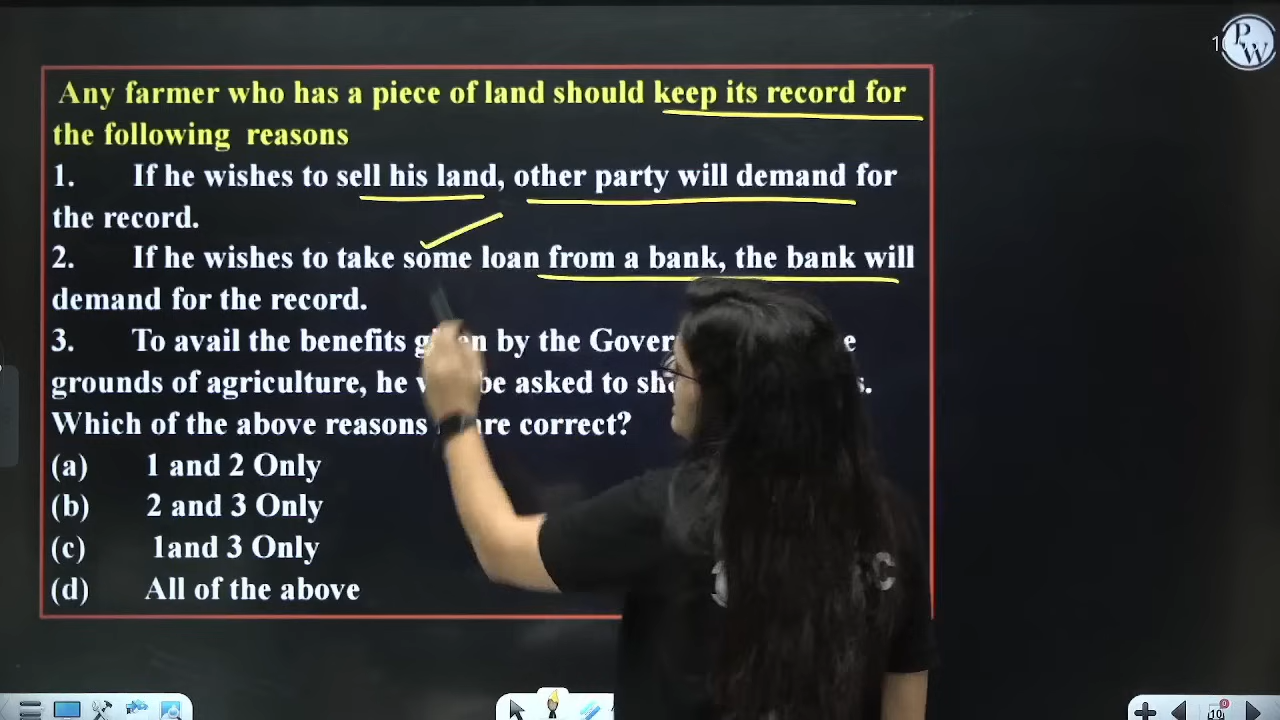 PW
Any farmer who has a piece of land should keep its record for
the following reasons
1. If he wishes to sell his land, other party will demand for
the record.
2. If he wishes to take some loan from a bank, the bank will
demand for the record.
3. To avail the benefits by the
grounds of agriculture, he be asked to
Which of the above reasons are correct?
(a) 1 and 2 Only
(b) 2 and 3 Only
(c) 1and 3 Only
(d) All of the above
10